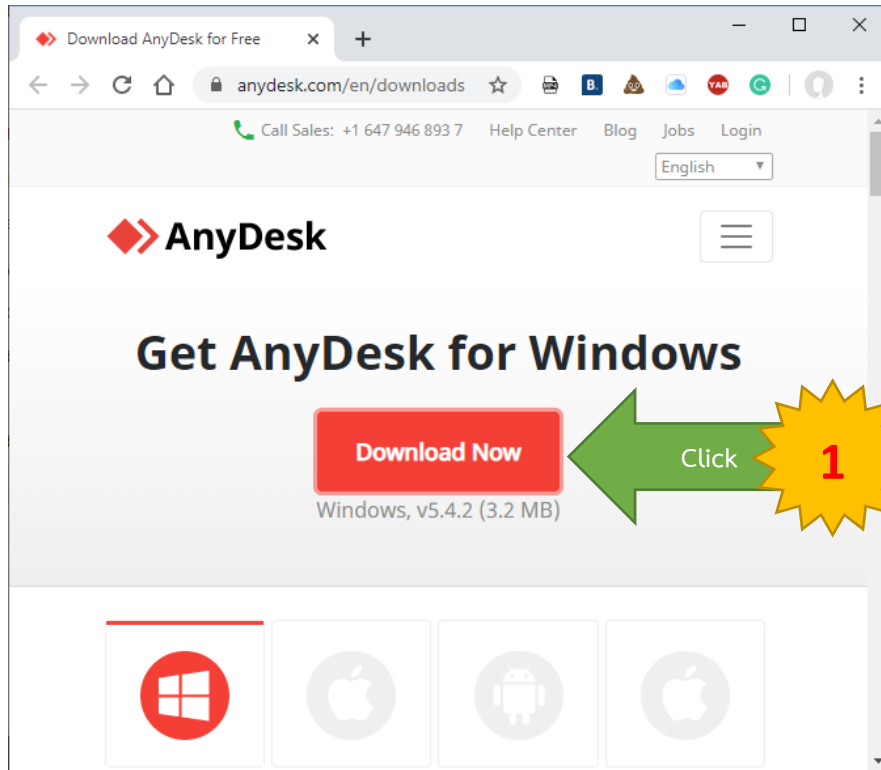 Download AnyDesk for Free
anydesk.com/en/downloads
B.
YAB
G
Call Sales: +1 647 946 893 7 Help Center Blog Jobs Login
English
AnyDesk
Get AnyDesk for Windows
Download Now
Click
1
Windows, v5.4.2 (3.2 MB)